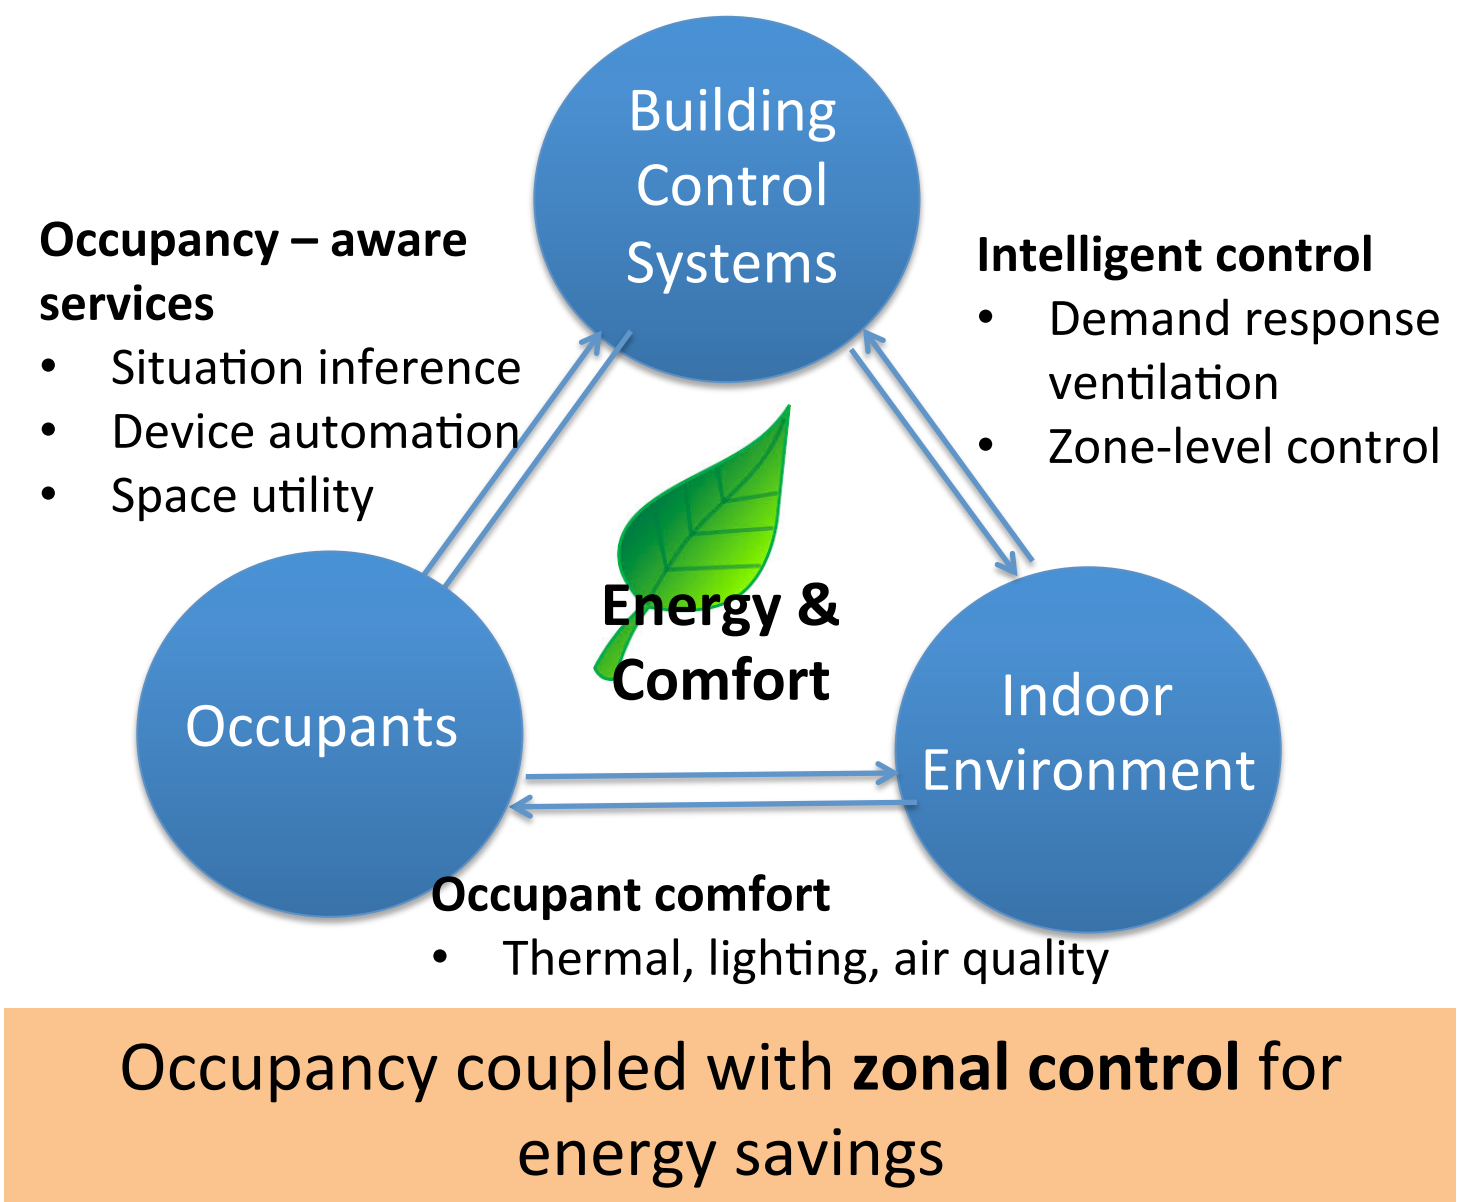 Building
Control
Systems
Occupancy – aware
services
• Situation inference
• Device automation
• Space utility
Intelligent control
• Demand response
ventilation
• Zone-level control
Energy &
Comfort
Occupants
Indoor
Environment
Occupant comfort
• Thermal, lighting, air quality
Occupancy coupled with zonal control for
energy savings